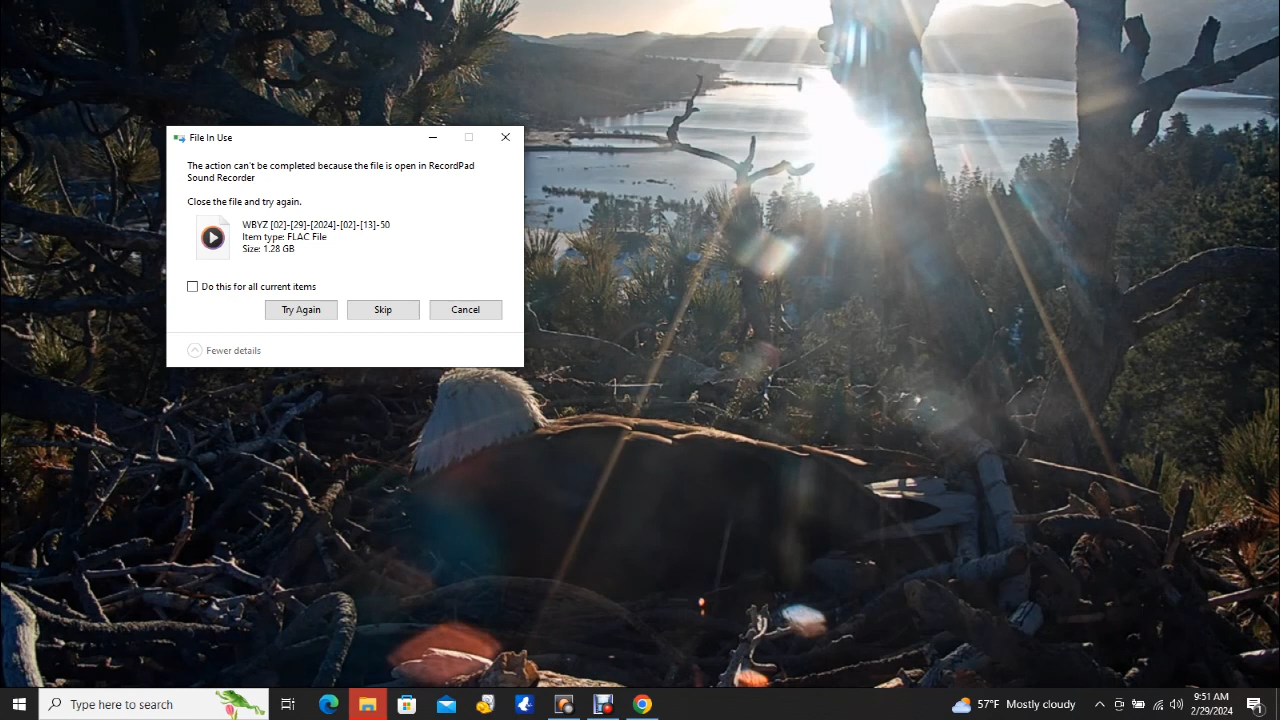 File In Use
The action can't be completed because the file is open in RecordPad
Sound Recorder
Close the file and try again.
WBYZ [02]-[29]-[2024]-[02]-[13]-50
Item type: FLAC File
Size: 1.28 GB
Do this for all current items
Try Again
Skip
Cancel
Fewer details
Type here to search
57°F Mostly cloudy
9:51 AM
2/29/2024